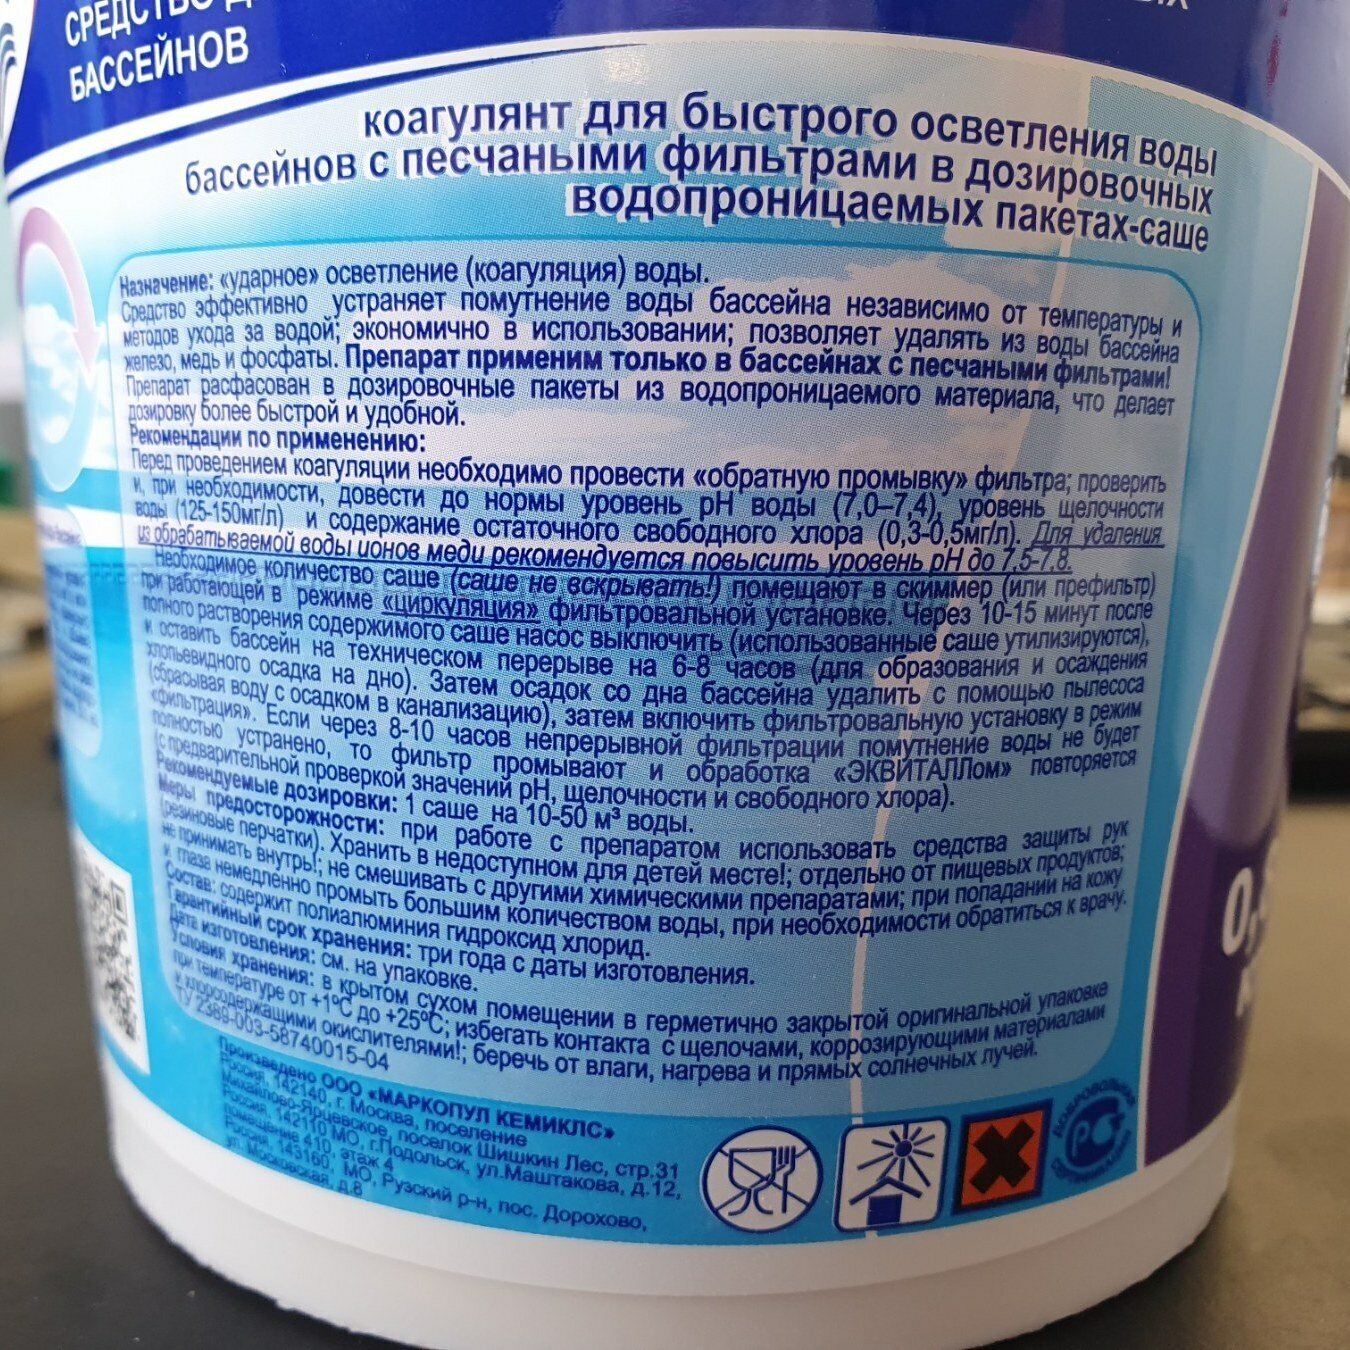 СРЕДСТВО Д
БАССЕЙНОВ
коагулянт для быстрого осветления воды
бассейнов с песчаными фильтрами в дозировочных
водопроницаемых пакетах-саше
Назначение: «ударное» осветление (коагуляция) воды.
Средство эффективно устраняет помутнение воды бассейна независимо от температуры и
методов ухода за водой; экономично в использовании; позволяет удалять из воды бассейна
железо, медь и фосфаты. Препарат применим только в бассейнах с песчаными фильтрами!
Препарат расфасован в дозировочные пакеты из водопроницаемого материала, что делает
дозировку более быстрой и удобной.
Рекомендации по применению:
Перед проведением коагуляции необходимо провести «обратную промывку» фильтра; проверить
и, при необходимости, довести до нормы уровень pH воды (7,0–7,4), уровень щелочности
воды (125-150мг/л) и содержание остаточного свободного хлора (0,3-0,5мг/л). Для удаления
из обрабатываемой воды ионов меди рекомендуется повысить уровень pH до 7,5-7,8.
Необходимое количество саше (саше не вскрывать!) помещают в скиммер (или префильтр)
при работающей в режиме «циркуляция» фильтровальной установке. Через 10-15 минут после
полного растворения содержимого саше насос выключить (использованные саше утилизируются),
и оставить бассейн на техническом перерыве на 6-8 часов (для образования и осаждения
хлопьевидного осадка на дно). Затем осадок со дна бассейна удалить с помощью пылесоса
(сбрасывая воду с осадком в канализацию), затем включить фильтровальную установку в режим
«фильтрация». Если через 8-10 часов непрерывной фильтрации помутнение воды не будет
полностью устранено, то фильтр промывают и обработка «ЭКВИТАЛЛом» повторяется
(с предварительной проверкой значений pH, щелочности и свободного хлора).
Рекомендуемые дозировки: 1 саше на 10-50 м³ воды.
Меры предосторожности: при работе с препаратом использовать средства защиты рук
(резиновые перчатки). Хранить в недоступном для детей месте!; отдельно от пищевых продуктов;
не принимать внутрь!; не смешивать с другими химическими препаратами; при попадании на кожу
и глаза немедленно промыть большим количеством воды, при необходимости обратиться к врачу.
Состав: содержит полиалюминия гидроксид хлорид.
Гарантийный срок хранения: три года с даты изготовления.
Дата изготовления: см. на упаковке.
Условия хранения: в крытом сухом помещении в герметично закрытой оригинальной упаковке
при температуре от +1°С до +25°С; избегать контакта с щелочами, коррозирующими материалами
и хлорсодержащими окислителями!; беречь от влаги, нагрева и прямых солнечных лучей.
ТУ 2389-003-58740015-04
Произведено ООО «МАРКОПУЛ КЕМИКЛС»
Россия, 142140, г. Москва, поселение
Михайлово-Ярцевское, поселок Шишкин Лес, стр.31
Россия, 142110 МО, г.Подольск, ул.Маштакова, д.12,
помещение 410, этаж 4
Россия, 143160, МО, Рузский р-н, пос. Дорохово,
ул. Московская, д.8
ДОБРОВОЛЬНАЯ
СЕРТИФИКАЦИЯ
0,